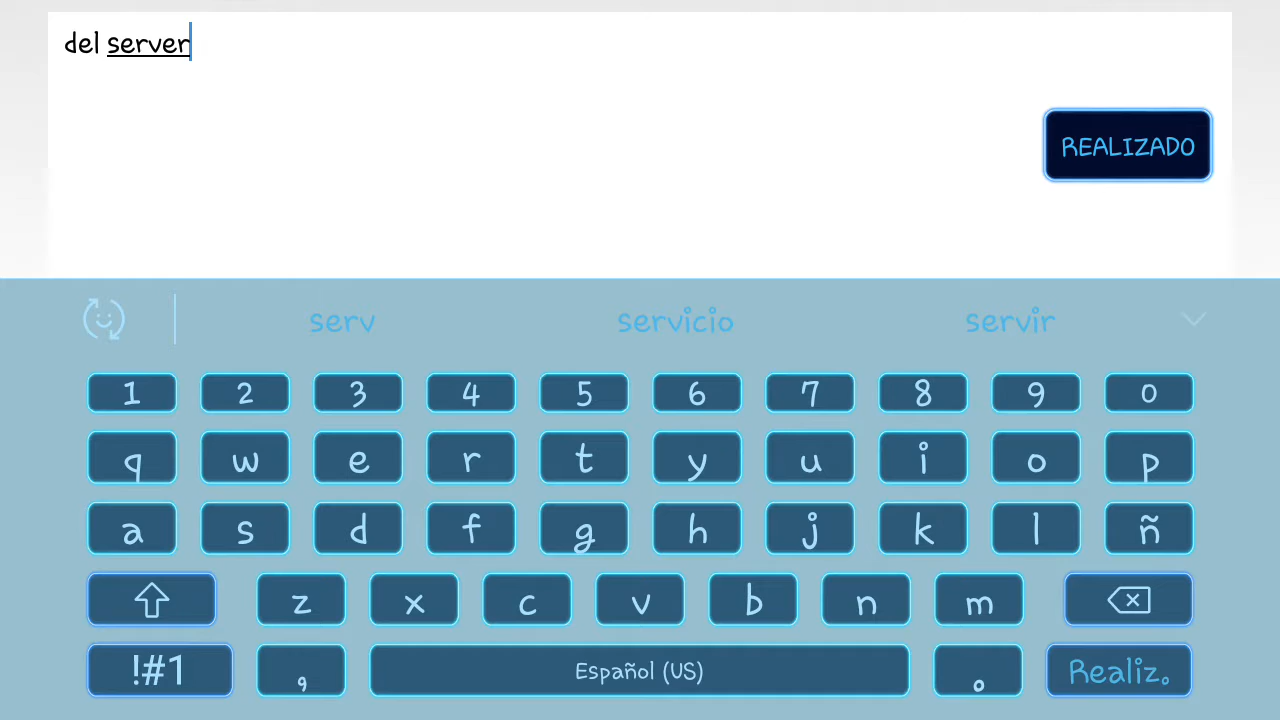 del server
REALIZADO
serv servicio servir
1 2 3 4 5 6 7 8 9 0
q w e r t y u i o p
a s d f g h j k l ñ
z x c v b n m
!#1 , Español (US) . Realiz.